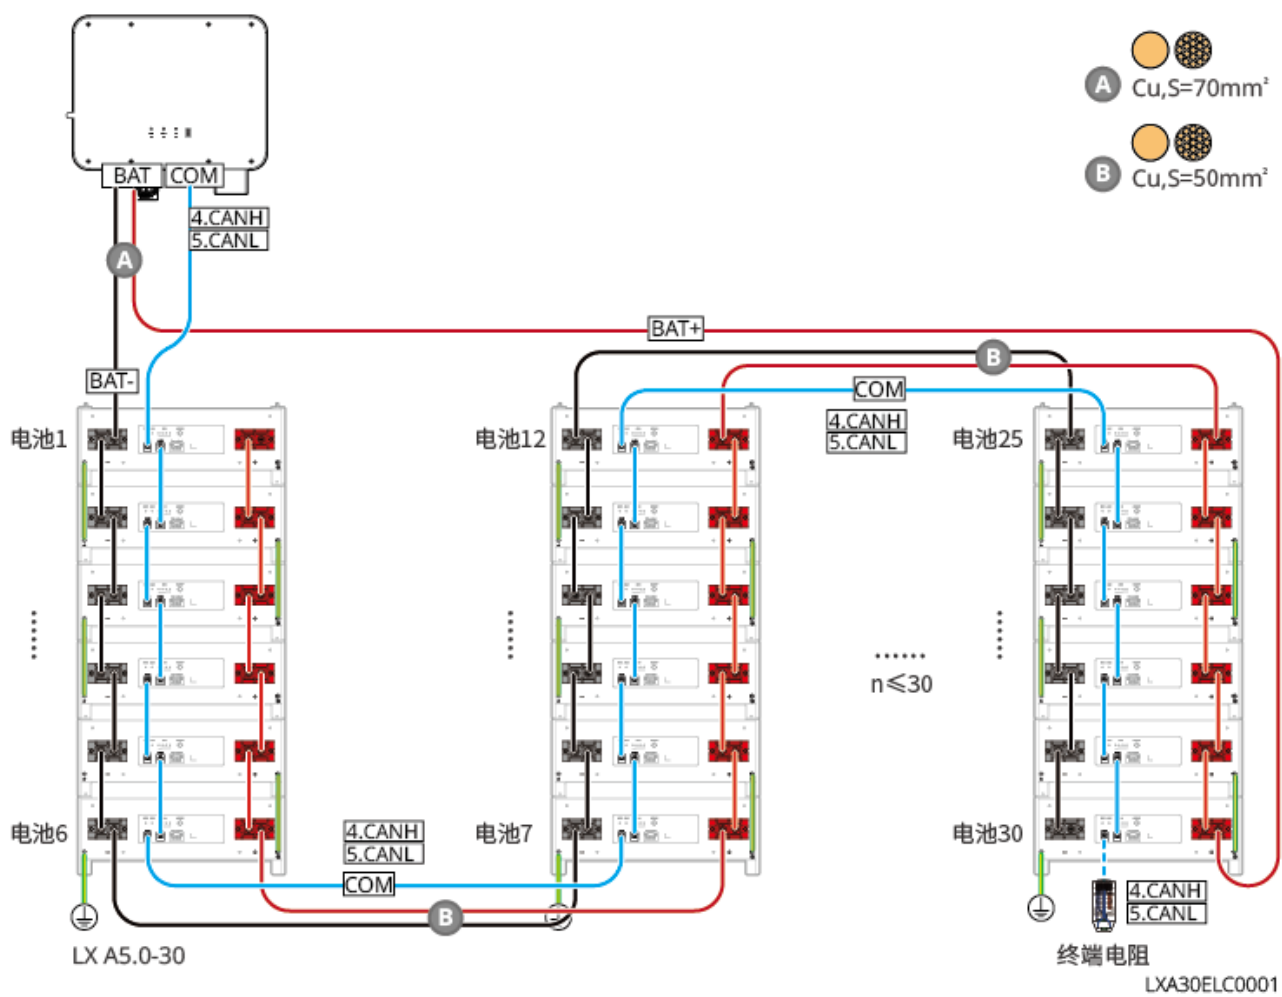 A
Cu,S=70mm²
B
Cu,S=50mm²
BAT
COM
4.CANH
5.CANL
A
BAT+
B
BAT-
COM
4.CANH
5.CANL
电池1
电池12
电池25
......
......
......
......
n≤30
电池6
电池7
电池30
4.CANH
5.CANL
COM
B
4.CANH
5.CANL
LX A5.0-30
终端电阻
LXA30ELC0001